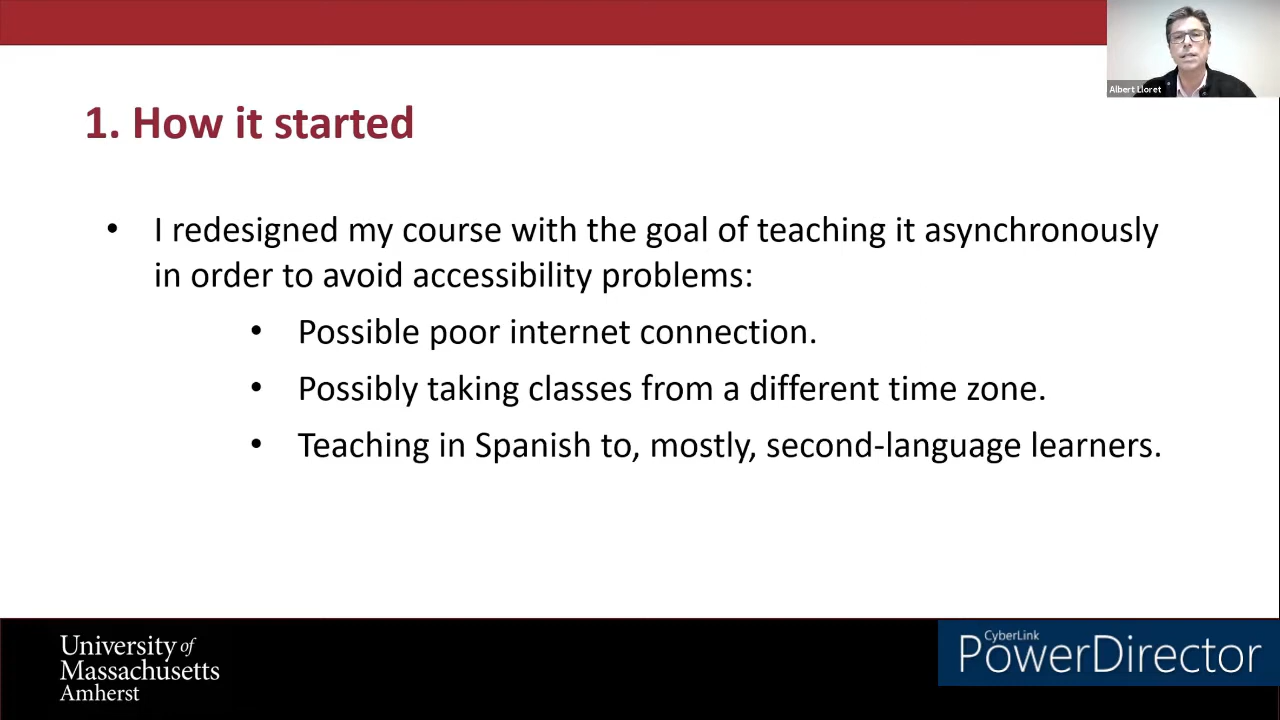 Albert Lloret
1. How it started
• I redesigned my course with the goal of teaching it asynchronously
in order to avoid accessibility problems:
• Possible poor internet connection.
• Possibly taking classes from a different time zone.
• Teaching in Spanish to, mostly, second-language learners.
University of
Massachusetts
Amherst
CyberLink
PowerDirector